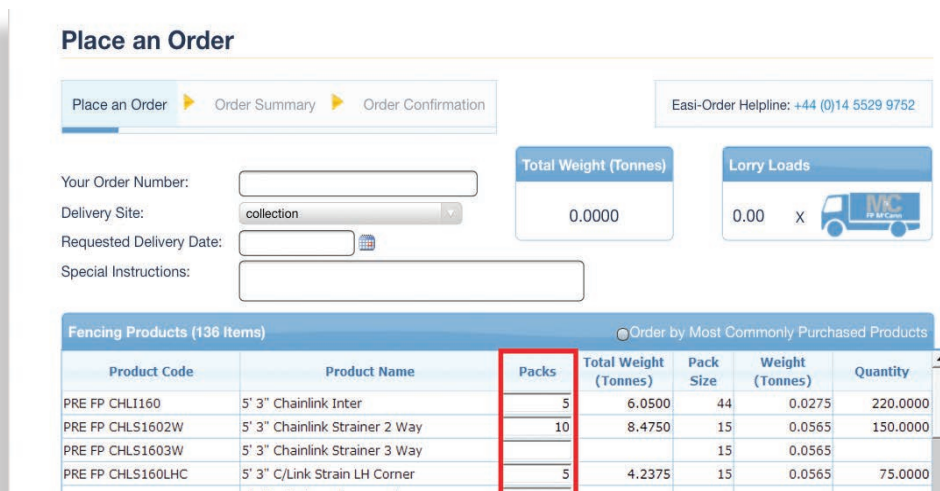 Place an Order
Place an Order Order Summary Order Confirmation
Easi-Order Helpline: +44 (0)14 5529 9752
Total Weight (Tonnes)
0.0000
Lorry Loads
0.00 X
MC
FP McCann
Your Order Number:
Delivery Site: collection
Requested Delivery Date:
Special Instructions:
Fencing Products (136 Items) Order by Most Commonly Purchased Products
Product Code Product Name Packs Total Weight (Tonnes) Pack Size Weight (Tonnes) Quantity
PRE FP CHLI160 5' 3" Chainlink Inter 5 6.0500 44 0.0275 220.0000
PRE FP CHLS1602W 5' 3" Chainlink Strainer 2 Way 10 8.4750 15 0.0565 150.0000
PRE FP CHLS1603W 5' 3" Chainlink Strainer 3 Way 15 0.0565
PRE FP CHLS160LHC 5' 3" C/Link Strain LH Corner 5 4.2375 15 0.0565 75.0000